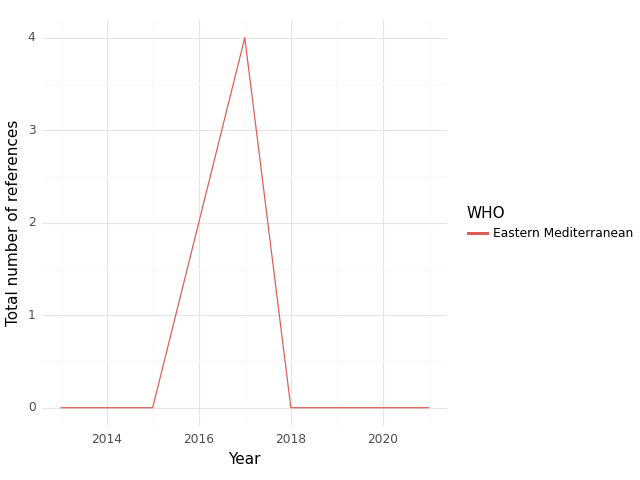 4
3
2
1
0
Total number of references
2014 2016 2018 2020
Year
WHO
Eastern Mediterranean